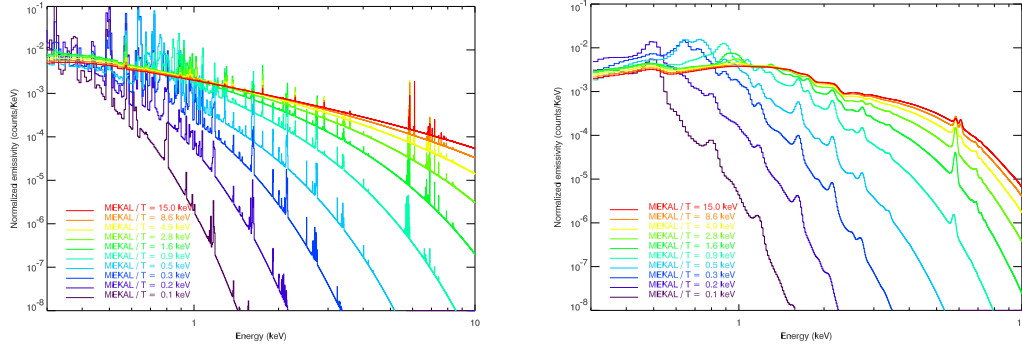 10^-1
10^-2
10^-3
10^-4
10^-5
10^-6
10^-7
10^-8
Normalized emissivity (counts/KeV)
MEKAL / T = 15.0 keV
MEKAL / T = 8.6 keV
MEKAL / T = 4.9 keV
MEKAL / T = 2.8 keV
MEKAL / T = 1.6 keV
MEKAL / T = 0.9 keV
MEKAL / T = 0.5 keV
MEKAL / T = 0.3 keV
MEKAL / T = 0.2 keV
MEKAL / T = 0.1 keV
1
10
Energy (keV)
10^-1
10^-2
10^-3
10^-4
10^-5
10^-6
10^-7
10^-8
Normalized emissivity (counts/KeV)
MEKAL / T = 15.0 keV
MEKAL / T = 8.6 keV
MEKAL / T = 4.9 keV
MEKAL / T = 2.8 keV
MEKAL / T = 1.6 keV
MEKAL / T = 0.9 keV
MEKAL / T = 0.5 keV
MEKAL / T = 0.3 keV
MEKAL / T = 0.2 keV
MEKAL / T = 0.1 keV
1
Energy (keV)